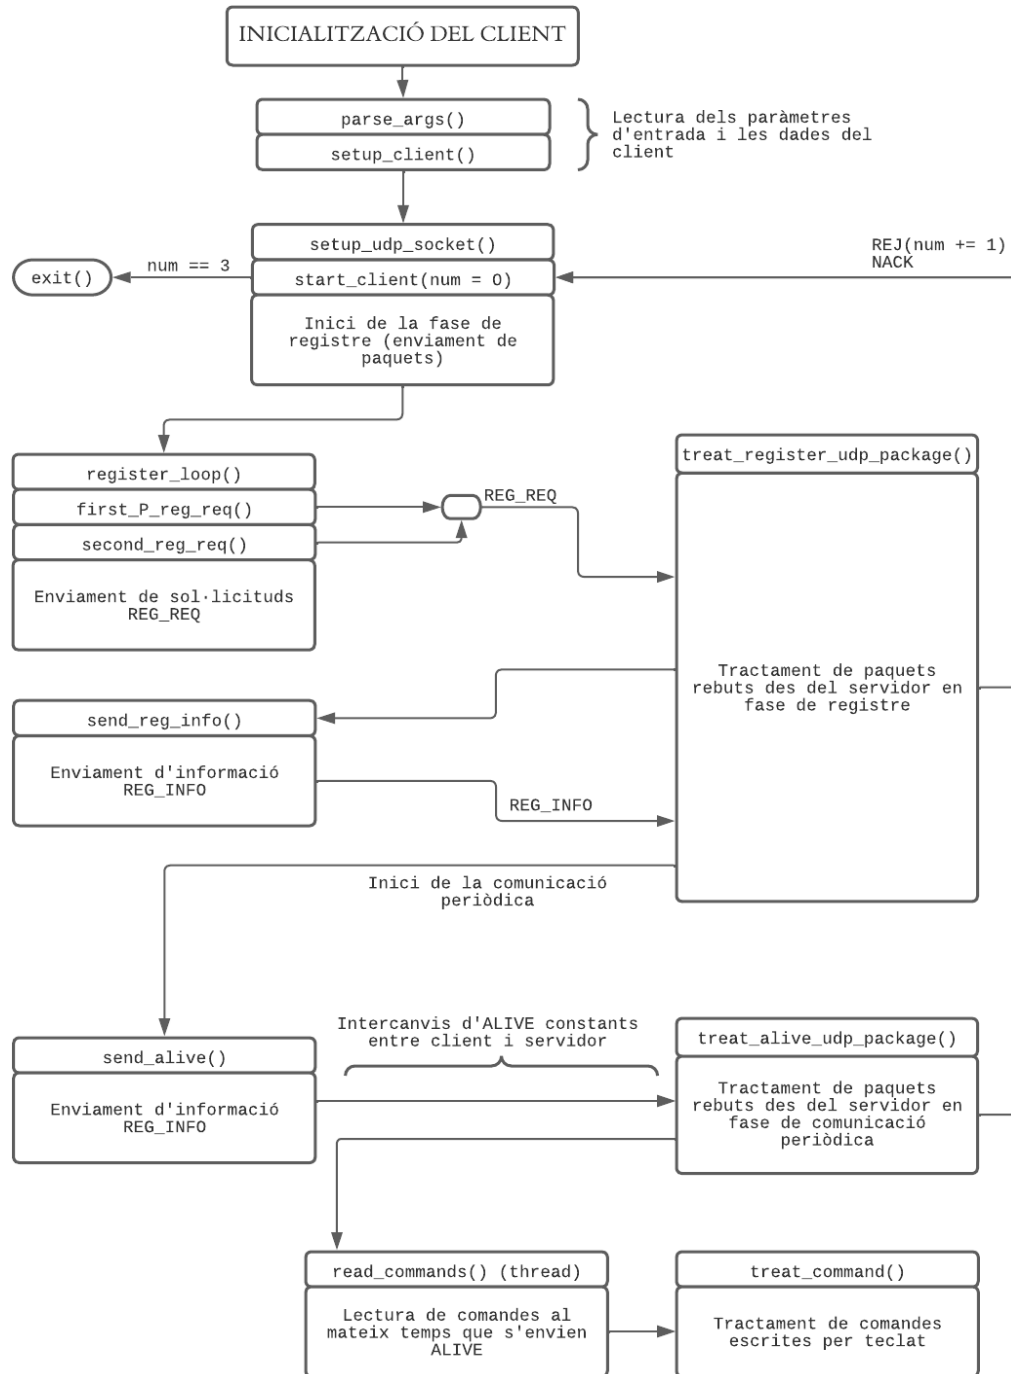 INICIALITZACIÓ DEL CLIENT
parse_args()
setup_client()
Lectura dels paràmetres
d'entrada i les dades del
client
setup_udp_socket()
start_client(num = 0)
Inici de la fase de
registre (enviament de
paquets)
num == 3
exit()
REJ(num += 1)
NACK
register_loop()
first_P_reg_req()
second_reg_req()
Enviament de sol·licituds
REG_REQ
REG_REQ
treat_register_udp_package()
Tractament de paquets
rebuts des del servidor en
fase de registre
send_reg_info()
Enviament d'informació
REG_INFO
REG_INFO
Inici de la comunicació
periòdica
send_alive()
Enviament d'informació
REG_INFO
Intercanvis d'ALIVE constants
entre client i servidor
treat_alive_udp_package()
Tractament de paquets
rebuts des del servidor en
fase de comunicació
periòdica
read_commands() (thread)
Lectura de comandes al
mateix temps que s'envien
ALIVE
treat_command()
Tractament de comandes
escrites per teclat